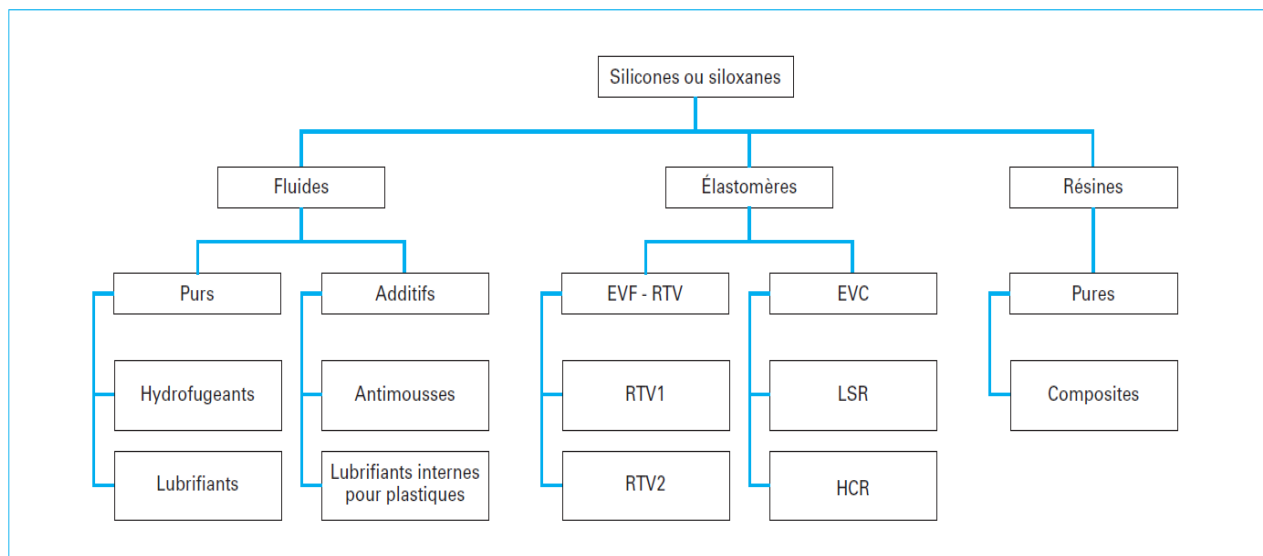 Silicones ou siloxanes
Fluides
Élastomères
Résines
Purs
Additifs
EVF - RTV
EVC
Pures
Hydrofugeants
Antimousses
RTV1
LSR
Composites
Lubrifiants
Lubrifiants internes
pour plastiques
RTV2
HCR